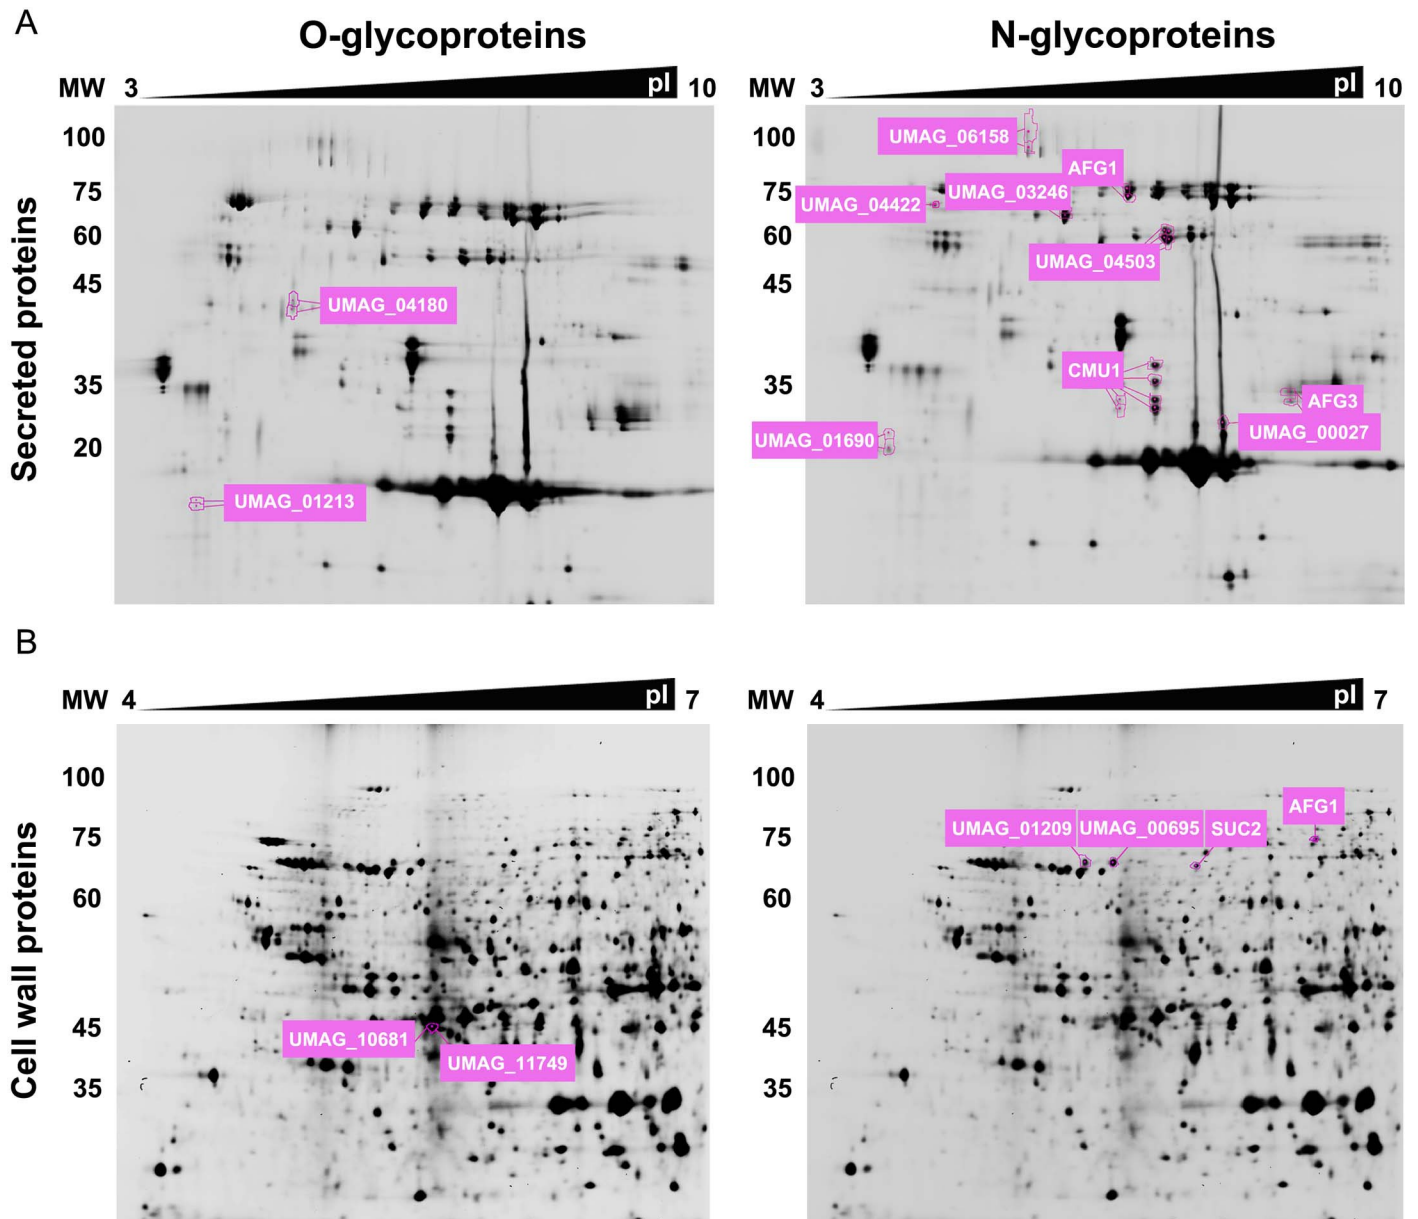 A
O-glycoproteins
N-glycoproteins
MW 3 pI 10
MW 3 pI 10
Secreted proteins
100
75
60
45
35
20
UMAG_04180
UMAG_01213
100
75
60
45
35
20
UMAG_06158
AFG1
UMAG_03246
UMAG_04422
UMAG_04503
CMU1
AFG3
UMAG_00027
UMAG_01690
B
MW 4 pI 7
MW 4 pI 7
Cell wall proteins
100
75
60
45
35
UMAG_10681
UMAG_11749
100
75
60
45
35
AFG1
UMAG_01209 UMAG_00695 SUC2